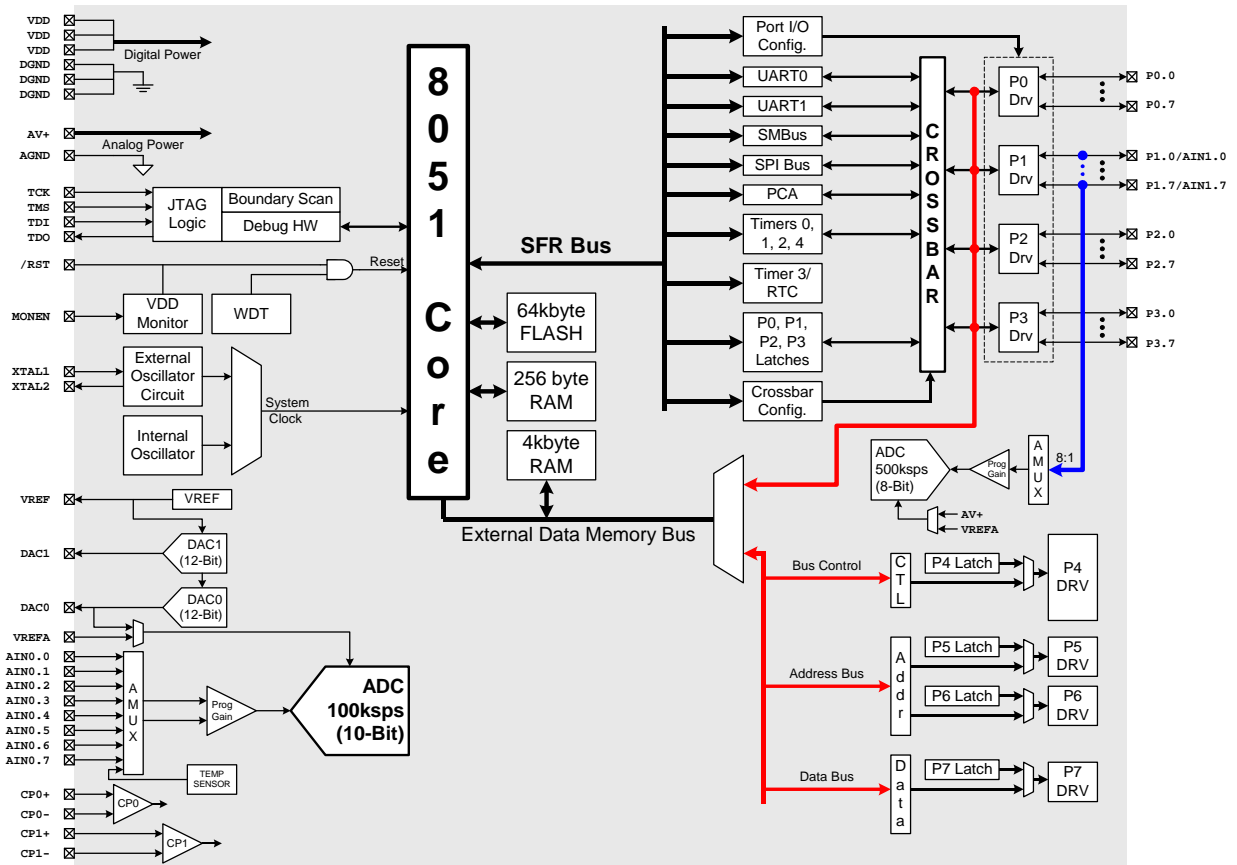 VDD
VDD
VDD
Digital Power
DGND
DGND
DGND
AV+
Analog Power
AGND
TCK
TMS
TDI
TDO
JTAG
Logic
Boundary Scan
Debug HW
/RST
Reset
VDD
Monitor
WDT
MONEN
XTAL1
XTAL2
External
Oscillator
Circuit
Internal
Oscillator
System
Clock
VREF
VREF
DAC1
DAC1
(12-Bit)
DAC0
DAC0
(12-Bit)
VREFA
AIN0.0
AIN0.1
AIN0.2
AIN0.3
AIN0.4
AIN0.5
AIN0.6
AIN0.7
AMUX
Prog
Gain
ADC
100ksps
(10-Bit)
TEMP
SENSOR
CP0+
CP0-
CP0
CP1+
CP1-
CP1
8051 Core
SFR Bus
64kbyte
FLASH
256 byte
RAM
4kbyte
RAM
External Data Memory Bus
Port I/O
Config.
UART0
UART1
SMBus
SPI Bus
PCA
Timers 0,
1, 2, 4
Timer 3/
RTC
P0, P1,
P2, P3
Latches
Crossbar
Config.
CROSSBAR
P0
Drv
P1
Drv
P2
Drv
P3
Drv
P0.0
P0.7
P1.0/AIN1.0
P1.7/AIN1.7
P2.0
P2.7
P3.0
P3.7
ADC
500ksps
(8-Bit)
Prog
Gain
AMUX
8:1
AV+
VREFA
Bus Control
CTL
P4 Latch
P4
DRV
Address Bus
Addr
P5 Latch
P5
DRV
P6 Latch
P6
DRV
Data Bus
Data
P7 Latch
P7
DRV